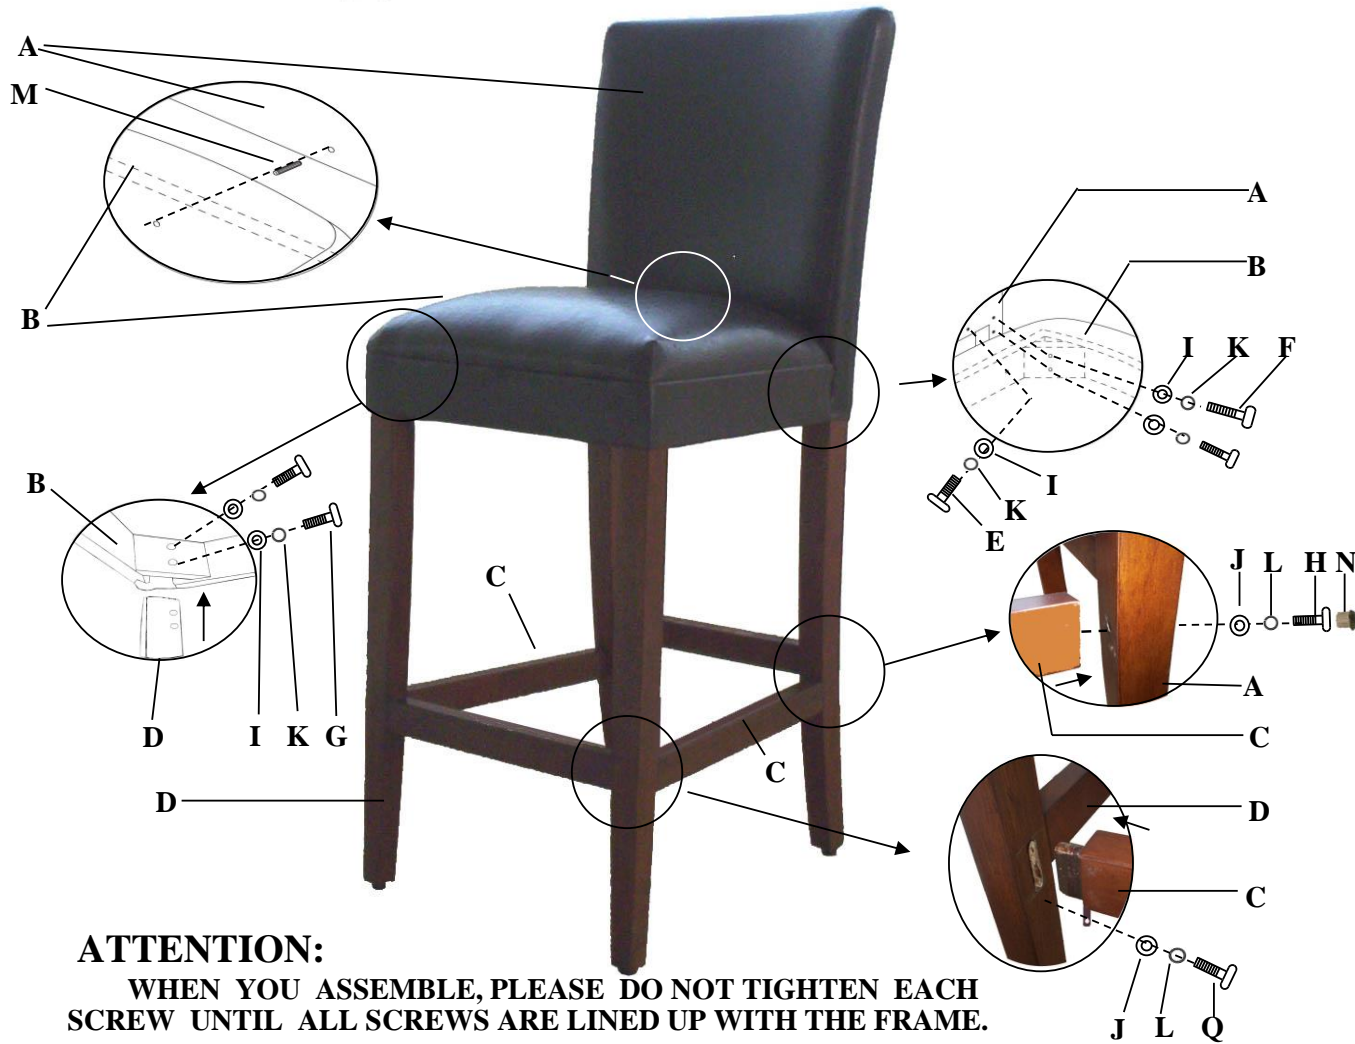 A
M
A
B
B
I K F
B
I
K
E
J L H N
C
A
D I K G
C
C
D
D
C
ATTENTION:
WHEN YOU ASSEMBLE, PLEASE DO NOT TIGHTEN EACH
SCREW UNTIL ALL SCREWS ARE LINED UP WITH THE FRAME.
J L Q